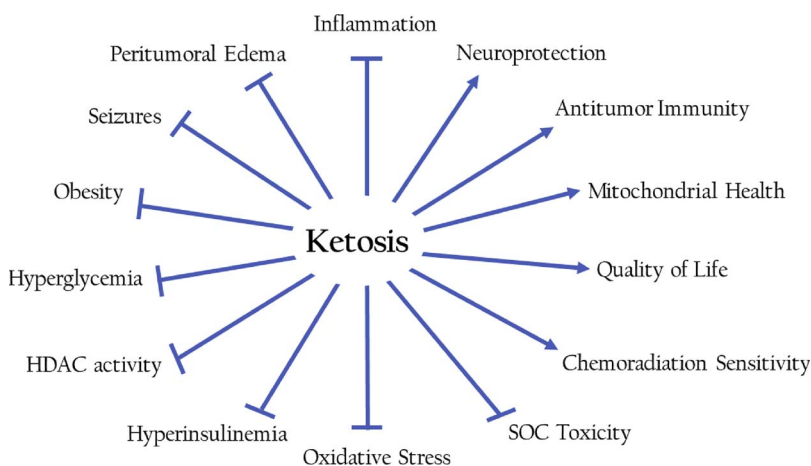 Inflammation
Peritumoral Edema
Neuroprotection
Seizures
Antitumor Immunity
Obesity
Mitochondrial Health
Ketosis
Hyperglycemia
Quality of Life
HDAC activity
Chemoradiation Sensitivity
Hyperinsulinemia
SOC Toxicity
Oxidative Stress